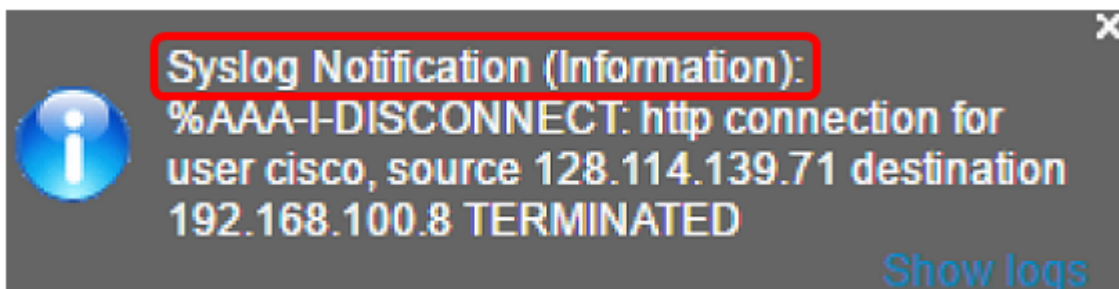 Syslog Notification (Information):
%AAA-I-DISCONNECT: http connection for
user cisco, source 128.114.139.71 destination
192.168.100.8 TERMINATED
Show logs